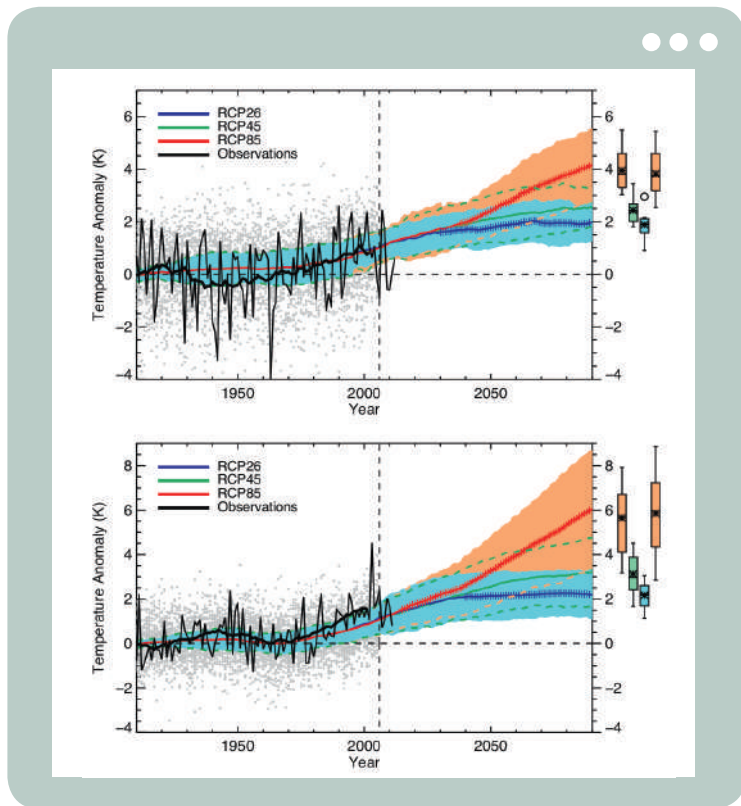 6
4
2
0
−2
−4
Temperature Anomaly (K)
RCP26
RCP45
RCP85
Observations
6
4
2
0
−2
−4
1950 2000 2050
Year
8
6
4
2
0
−2
−4
Temperature Anomaly (K)
RCP26
RCP45
RCP85
Observations
8
6
4
2
0
−2
−4
1950 2000 2050
Year